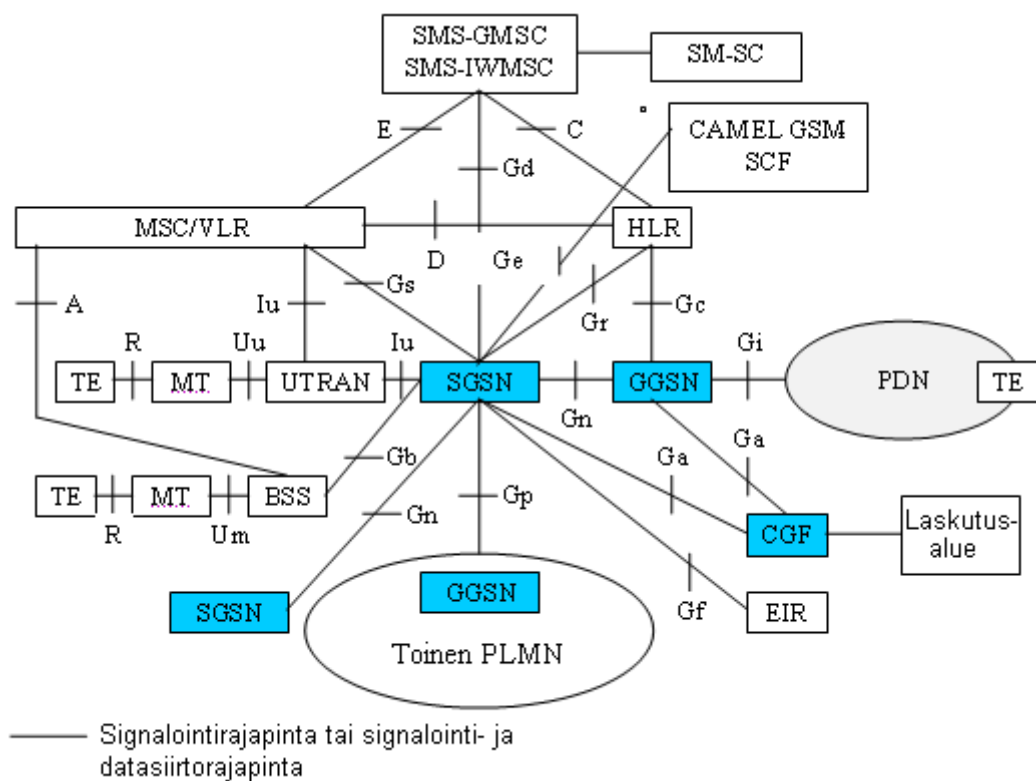 SMS-GMSC
SMS-IWMSC
SM-SC
E
C
CAMEL GSM
SCF
Gd
MSC/VLR
HLR
D
Ge
Gs
A
Iu
Gr
Gc
R
Uu
Iu
Gi
TE
MT
UTRAN
SGSN
GGSN
PDN
TE
Gn
Ga
Gb
Ga
TE
MT
BSS
Gp
R
Um
Gn
CGF
Laskutus-
alue
GGSN
SGSN
Gf
EIR
Toinen PLMN
Signalointirajapinta tai signalointi- ja
datasiirtorajapinta